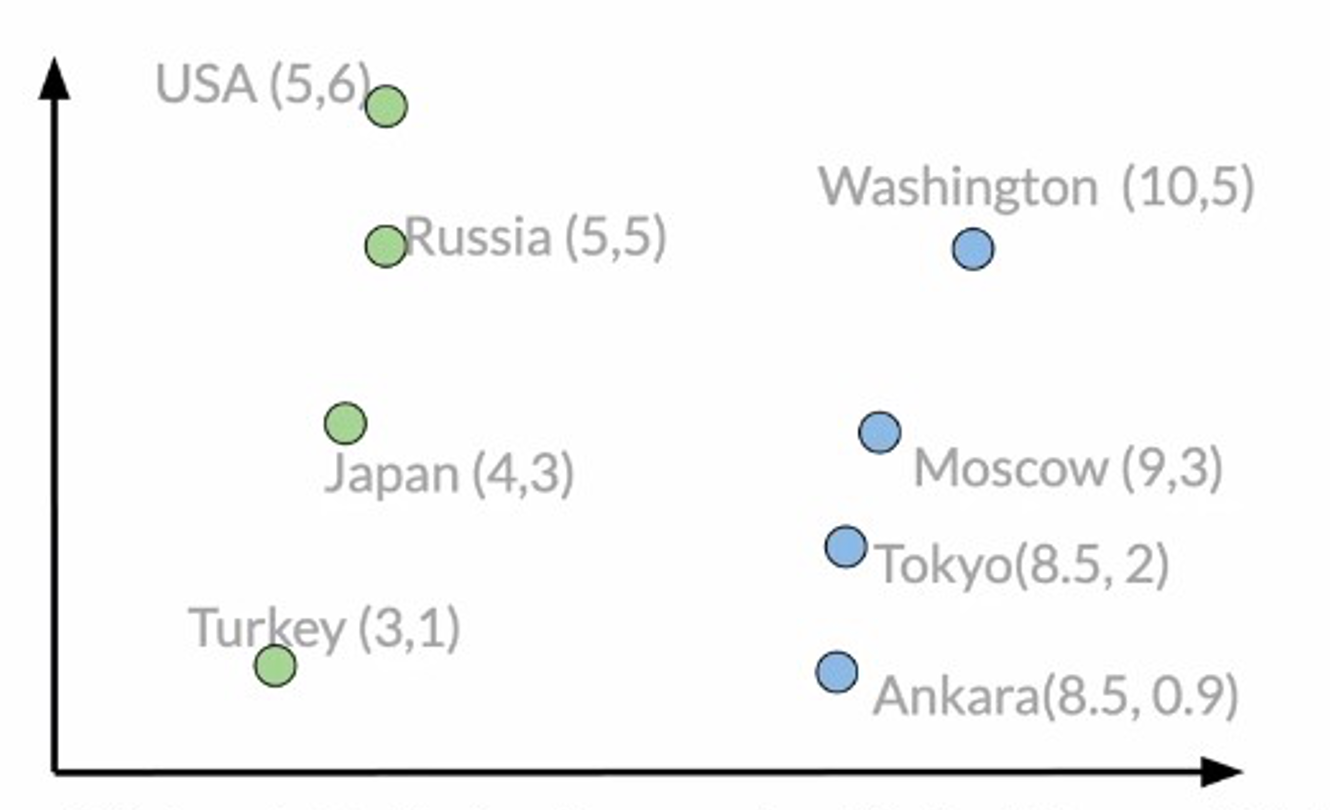 USA (5,6)
Washington (10,5)
Russia (5,5)
Moscow (9,3)
Japan (4,3)
Tokyo(8.5, 2)
Turkey (3,1)
Ankara(8.5, 0.9)